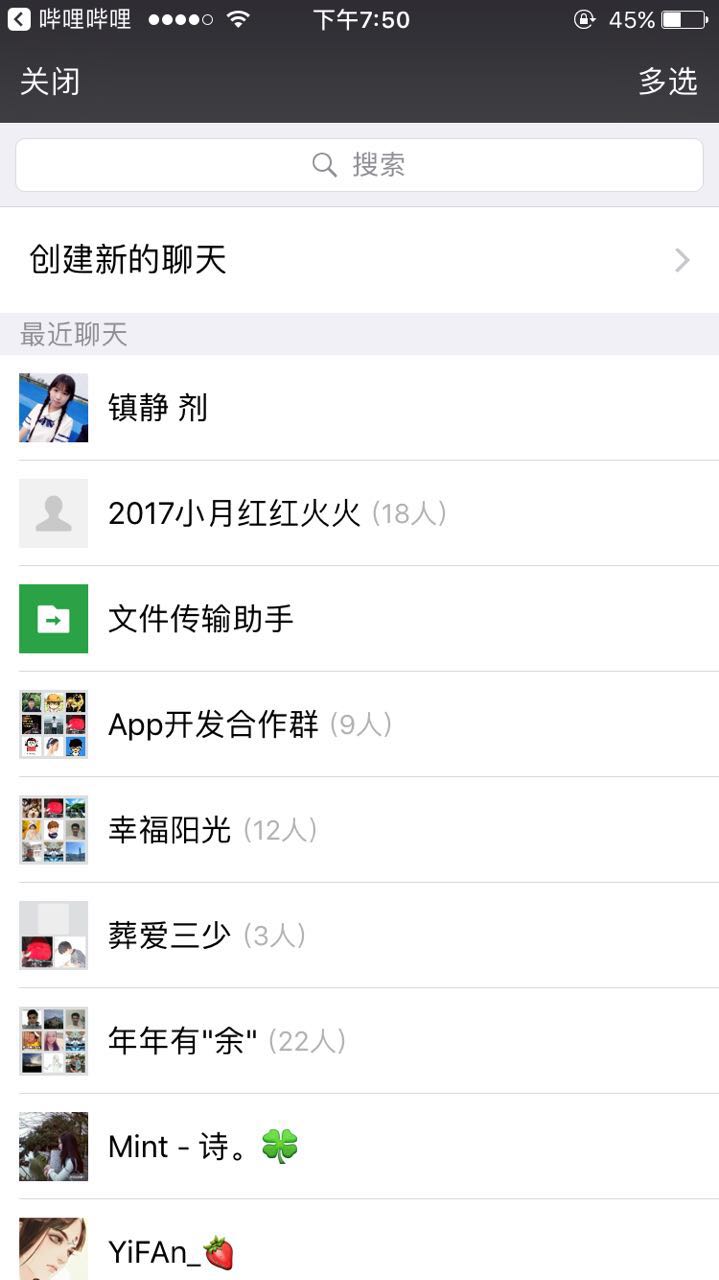 哔哩哔哩 下午7:50 45%
关闭 多选
搜索
创建新的聊天
最近聊天
镇静 剂
2017小月红红火火 (18人)
文件传输助手
App开发合作群 (9人)
幸福阳光 (12人)
葬爱三少 (3人)
年年有"余" (22人)
Mint - 诗。🍀
YiFAn_🍓